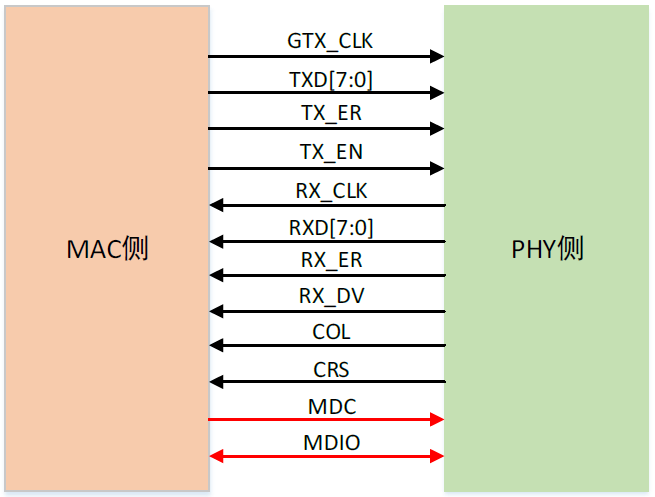 GTX_CLK
TXD[7:0]
TX_ER
TX_EN
RX_CLK
RXD[7:0]
MAC侧
PHY侧
RX_ER
RX_DV
COL
CRS
MDC
MDIO